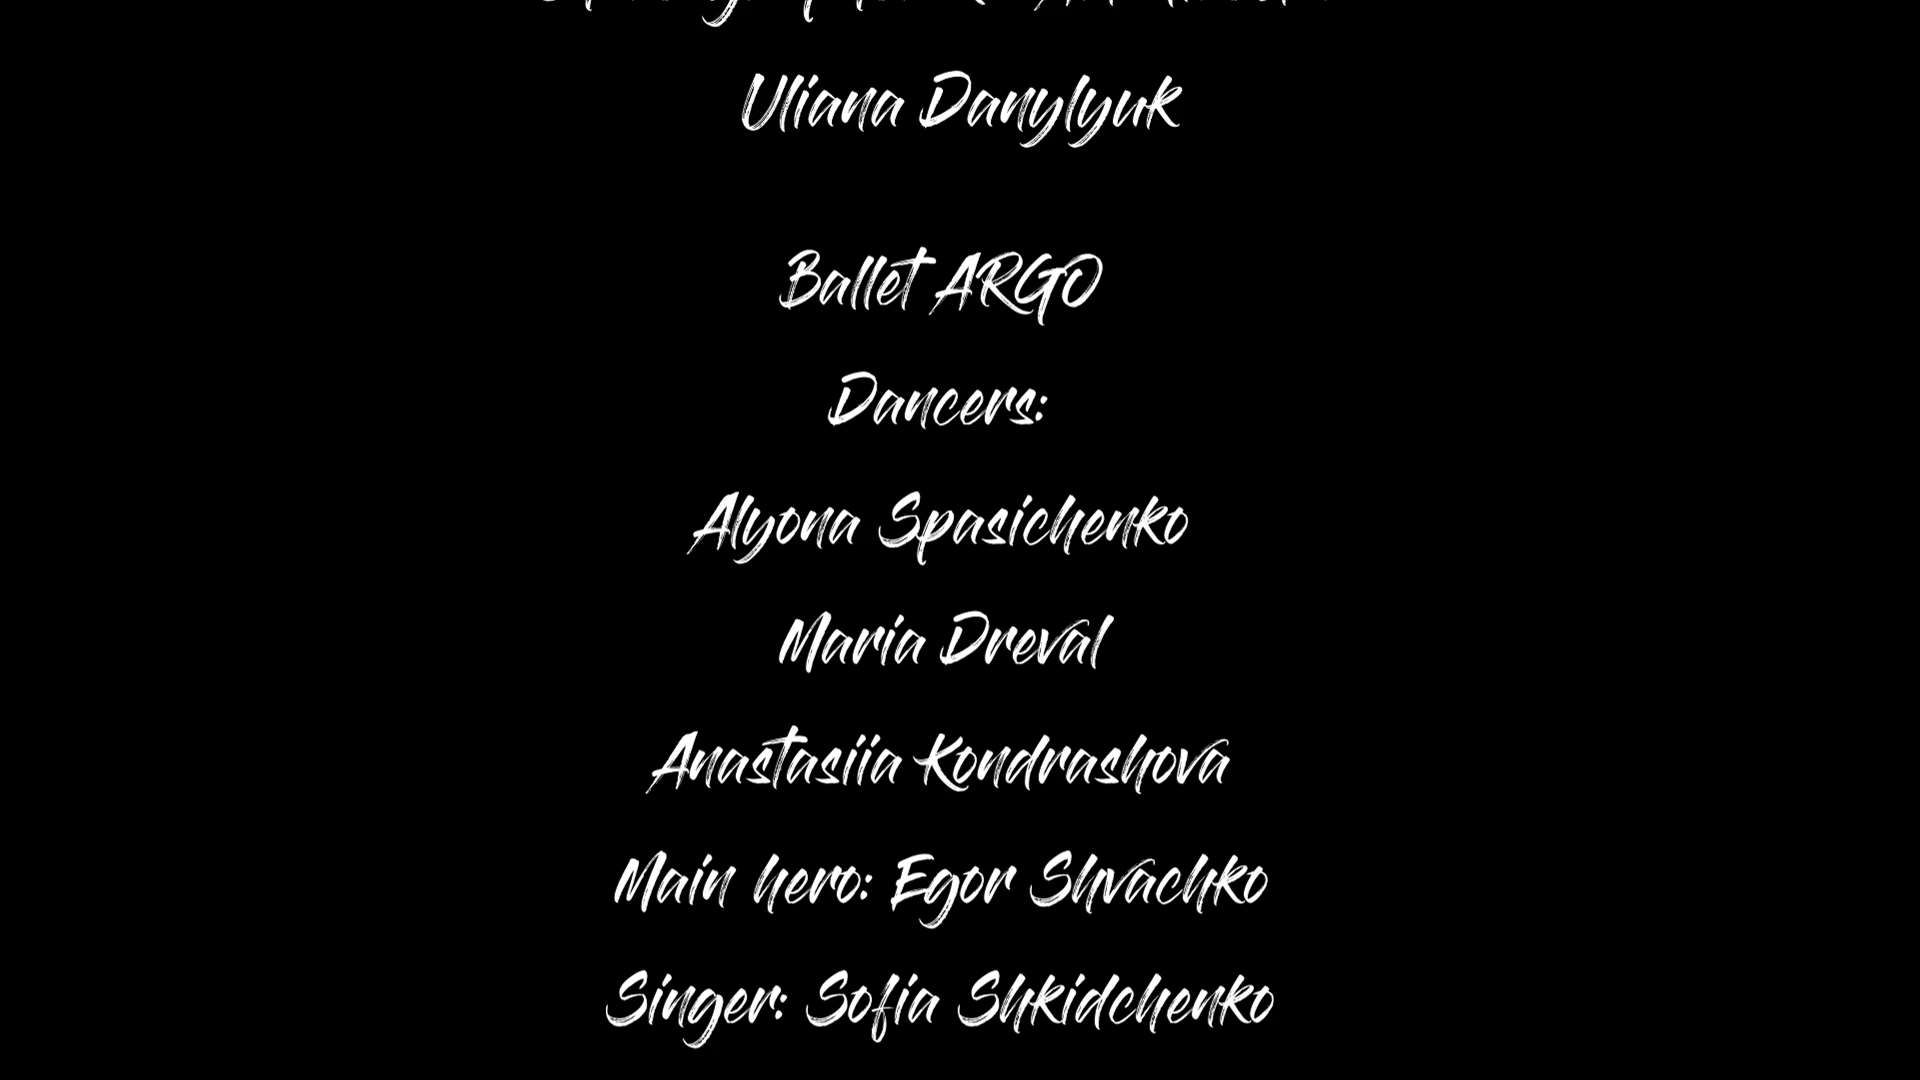 Uliana Danylyuk
Ballet ARGO
Dancers:
Alyona Spasichenko
Maria Dreval
Anastasiia Kondrashova
Main hero: Egor Shvachko
Singer: Sofia Shkidchenko